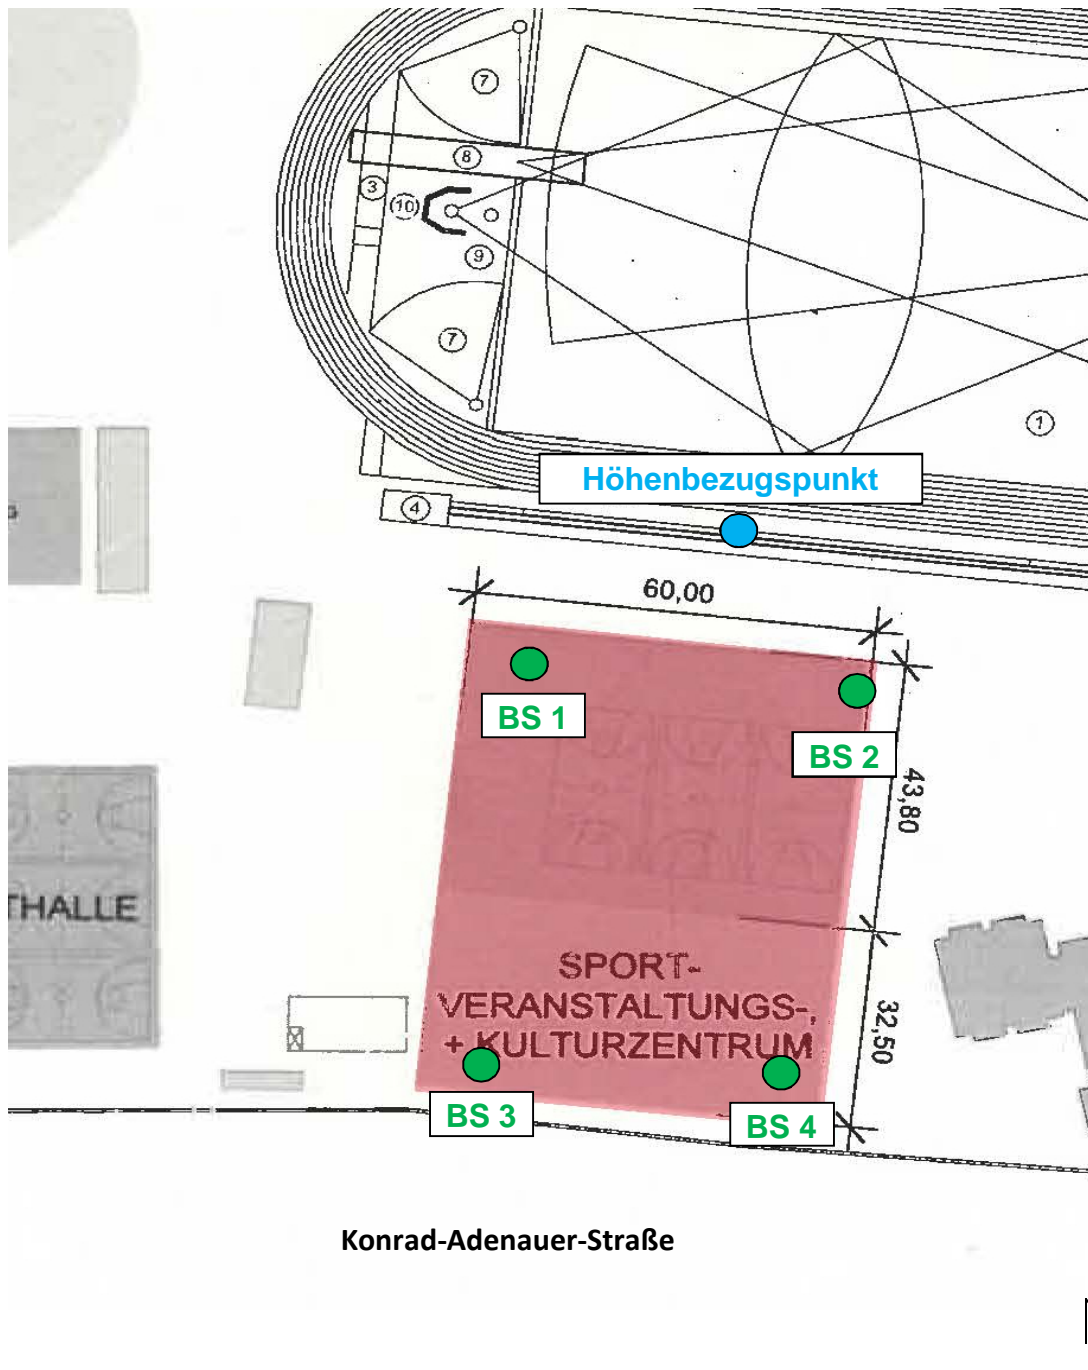 7
8
3
10
9
7
1
Höhenbezugspunkt
4
60,00
BS 1
BS 2
43,80
THALLE
SPORT-
VERANSTALTUNGS-,
+ KULTURZENTRUM
32,50
BS 3
BS 4
Konrad-Adenauer-Straße